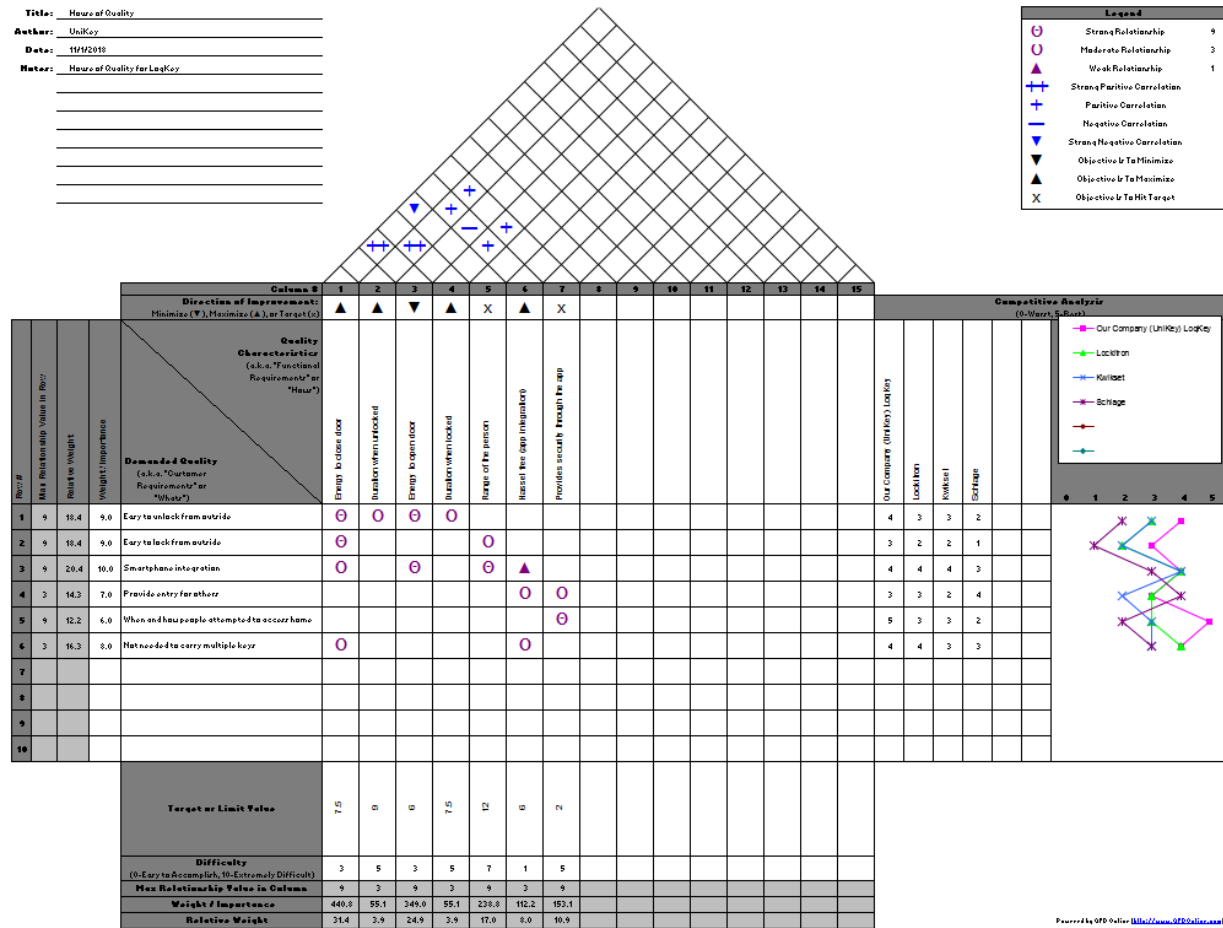 Title: House of Quality
Author: UniKey
Date: 11/1/2018
Notes: House of Quality for LoqKey
Legend
Θ Strong Relationship 9
Ο Moderate Relationship 3
▲ Weak Relationship 1
++ Strong Positive Correlation
+ Positive Correlation
− Negative Correlation
▼ Strong Negative Correlation
▼ Objective Is To Minimize
▲ Objective Is To Maximize
X Objective Is To Hit Target
Column # 1 2 3 4 5 6 7 8 9 10 11 12 13 14 15
Direction of Improvement:
Minimize (▼), Maximize (▲), or Target (x)
▲ ▲ ▼ ▲ X ▲ X
Competitive Analysis
(0=Worst, 5=Best)
Row #
Max Relationship Value in Row
Relative Weight
Weight / Importance
Quality
Characteristics
(a.k.a. "Functional
Requirements" or
"Hows")
Demanded Quality
(a.k.a. "Customer
Requirements" or
"Whats")
Energy to close door
Duration when unlocked
Energy to open door
Duration when locked
Range of the person
Hassel free (app integration)
Provides security through the app
Our Company (UniKey) LoqKey
Lockitron
Kwikset
Schlage
Our Company (UniKey) LoqKey
Lockitron
Kwikset
Schlage
0 1 2 3 4 5
1 9 18.4 9.0 Easy to unlock from outside Θ Ο Θ Ο 4 3 3 2
2 9 18.4 9.0 Easy to lock from outside Θ Ο 3 2 2 1
3 9 20.4 10.0 Smartphone integration Ο Θ Θ ▲ 4 4 4 3
4 3 14.3 7.0 Provide entry for others Ο Ο 3 3 2 4
5 9 12.2 6.0 When and how people attempted to access home Θ 5 3 3 2
6 3 16.3 8.0 Not needed to carry multiple keys Ο Ο 4 4 3 3
7
8
9
10
Target or Limit Value 7.5 9 6 7.5 12 6 2
Difficulty
(0=Easy to Accomplish, 10=Extremely Difficult)
3 5 3 5 7 1 5
Max Relationship Value in Column 9 3 9 3 9 3 9
Weight / Importance 440.8 55.1 349.0 55.1 238.8 112.2 153.1
Relative Weight 31.4 3.9 24.9 3.9 17.0 8.0 10.9
Powered by QFD Online (http://www.QFDOnline.com)